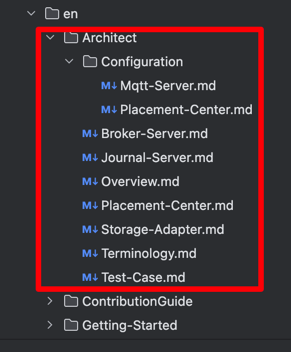 en
Architect
Configuration
M↓ Mqtt-Server.md
M↓ Placement-Center.md
M↓ Broker-Server.md
M↓ Journal-Server.md
M↓ Overview.md
M↓ Placement-Center.md
M↓ Storage-Adapter.md
M↓ Terminology.md
M↓ Test-Case.md
ContributionGuide
Getting-Started